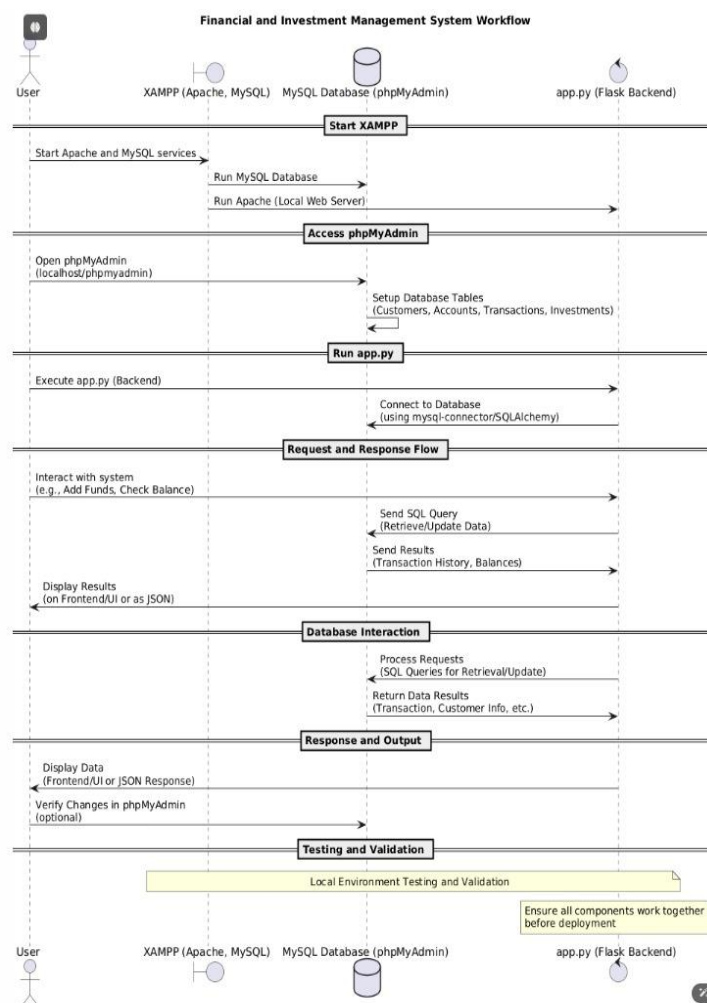 Financial and Investment Management System Workflow
User
XAMPP (Apache, MySQL)
MySQL Database (phpMyAdmin)
app.py (Flask Backend)
Start XAMPP
Start Apache and MySQL services
Run MySQL Database
Run Apache (Local Web Server)
Access phpMyAdmin
Open phpMyAdmin
(localhost/phpmyadmin)
Setup Database Tables
(Customers, Accounts, Transactions, Investments)
Run app.py
Execute app.py (Backend)
Connect to Database
(using mysql-connector/SQLAlchemy)
Request and Response Flow
Interact with system
(e.g., Add Funds, Check Balance)
Send SQL Query
(Retrieve/Update Data)
Send Results
(Transaction History, Balances)
Display Results
(on Frontend/UI or as JSON)
Database Interaction
Process Requests
(SQL Queries for Retrieval/Update)
Return Data Results
(Transaction, Customer Info, etc.)
Response and Output
Display Data
(Frontend/UI or JSON Response)
Verify Changes in phpMyAdmin
(optional)
Testing and Validation
Local Environment Testing and Validation
Ensure all components work together
before deployment
User
XAMPP (Apache, MySQL)
MySQL Database (phpMyAdmin)
app.py (Flask Backend)